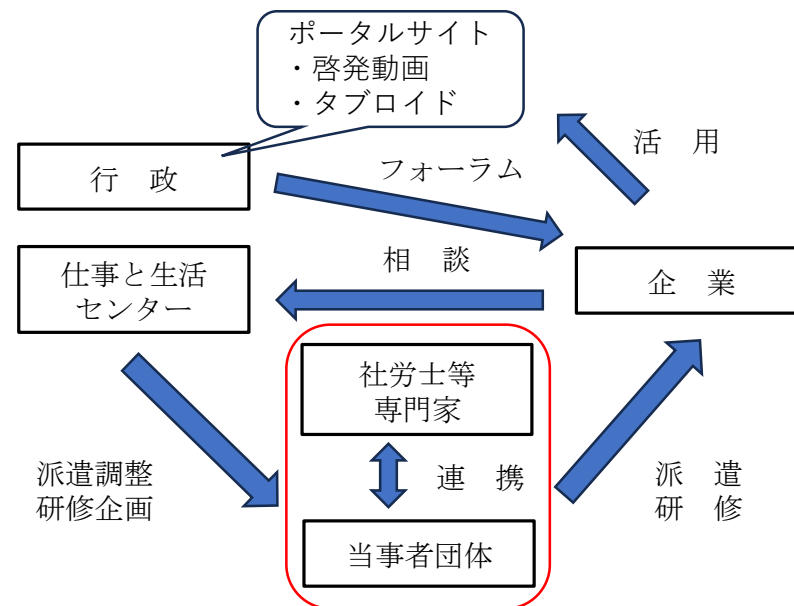 ポータルサイト
・啓発動画
・タブロイド
行　政
フォーラム
活　用
仕事と生活
センター
相　談
企　業
社労士等
専門家
連　携
当事者団体
派遣調整
研修企画
派　遣
研　修